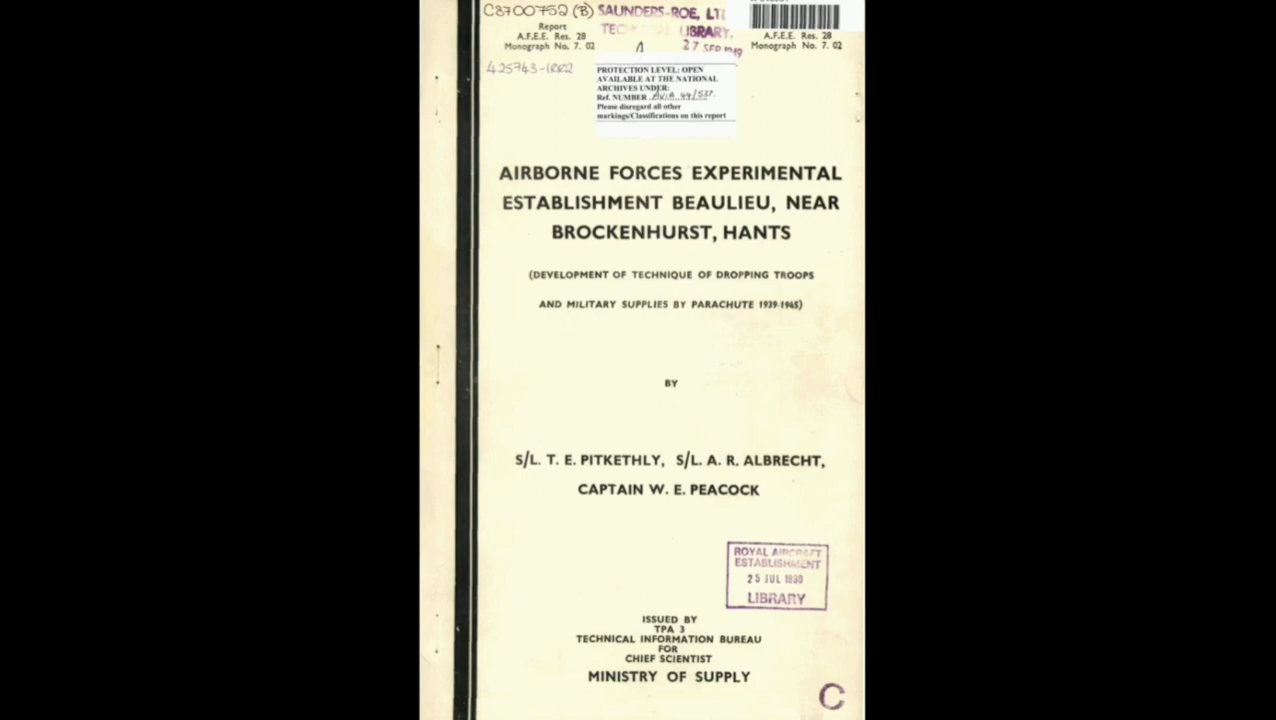 C8700752 (B) SAUNDERS-ROE, LT
Report
A.F.E.E. Res. 28
Monograph No. 7. 02
LIBRARY.
27 SEP 1949
A.F.E.E. Res. 28
Monograph No. 7. 02
425743-1RR2
PROTECTION LEVEL: OPEN
AVAILABLE AT THE NATIONAL
ARCHIVES UNDER:
Ref. NUMBER AVIA 44/537.
Please disregard all other
markings/Classifications on this report
AIRBORNE FORCES EXPERIMENTAL
ESTABLISHMENT BEAULIEU, NEAR
BROCKENHURST, HANTS
(DEVELOPMENT OF TECHNIQUE OF DROPPING TROOPS
AND MILITARY SUPPLIES BY PARACHUTE 1939-1945)
BY
S/L. T. E. PITKETHLY, S/L. A. R. ALBRECHT,
CAPTAIN W. E. PEACOCK
ROYAL AIRCRAFT
ESTABLISHMENT
25 JUL 1990
LIBRARY
ISSUED BY
TPA 3
TECHNICAL INFORMATION BUREAU
FOR
CHIEF SCIENTIST
MINISTRY OF SUPPLY
C